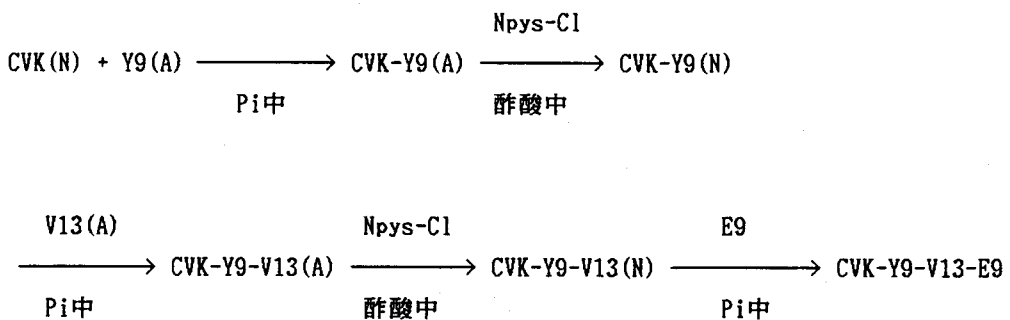 Npys-Cl
CVK(N) + Y9(A) ⟶ CVK-Y9(A) ⟶ CVK-Y9(N)
Pi中 酢酸中
V13(A) Npys-Cl E9
⟶ CVK-Y9-V13(A) ⟶ CVK-Y9-V13(N) ⟶ CVK-Y9-V13-E9
Pi中 酢酸中 Pi中